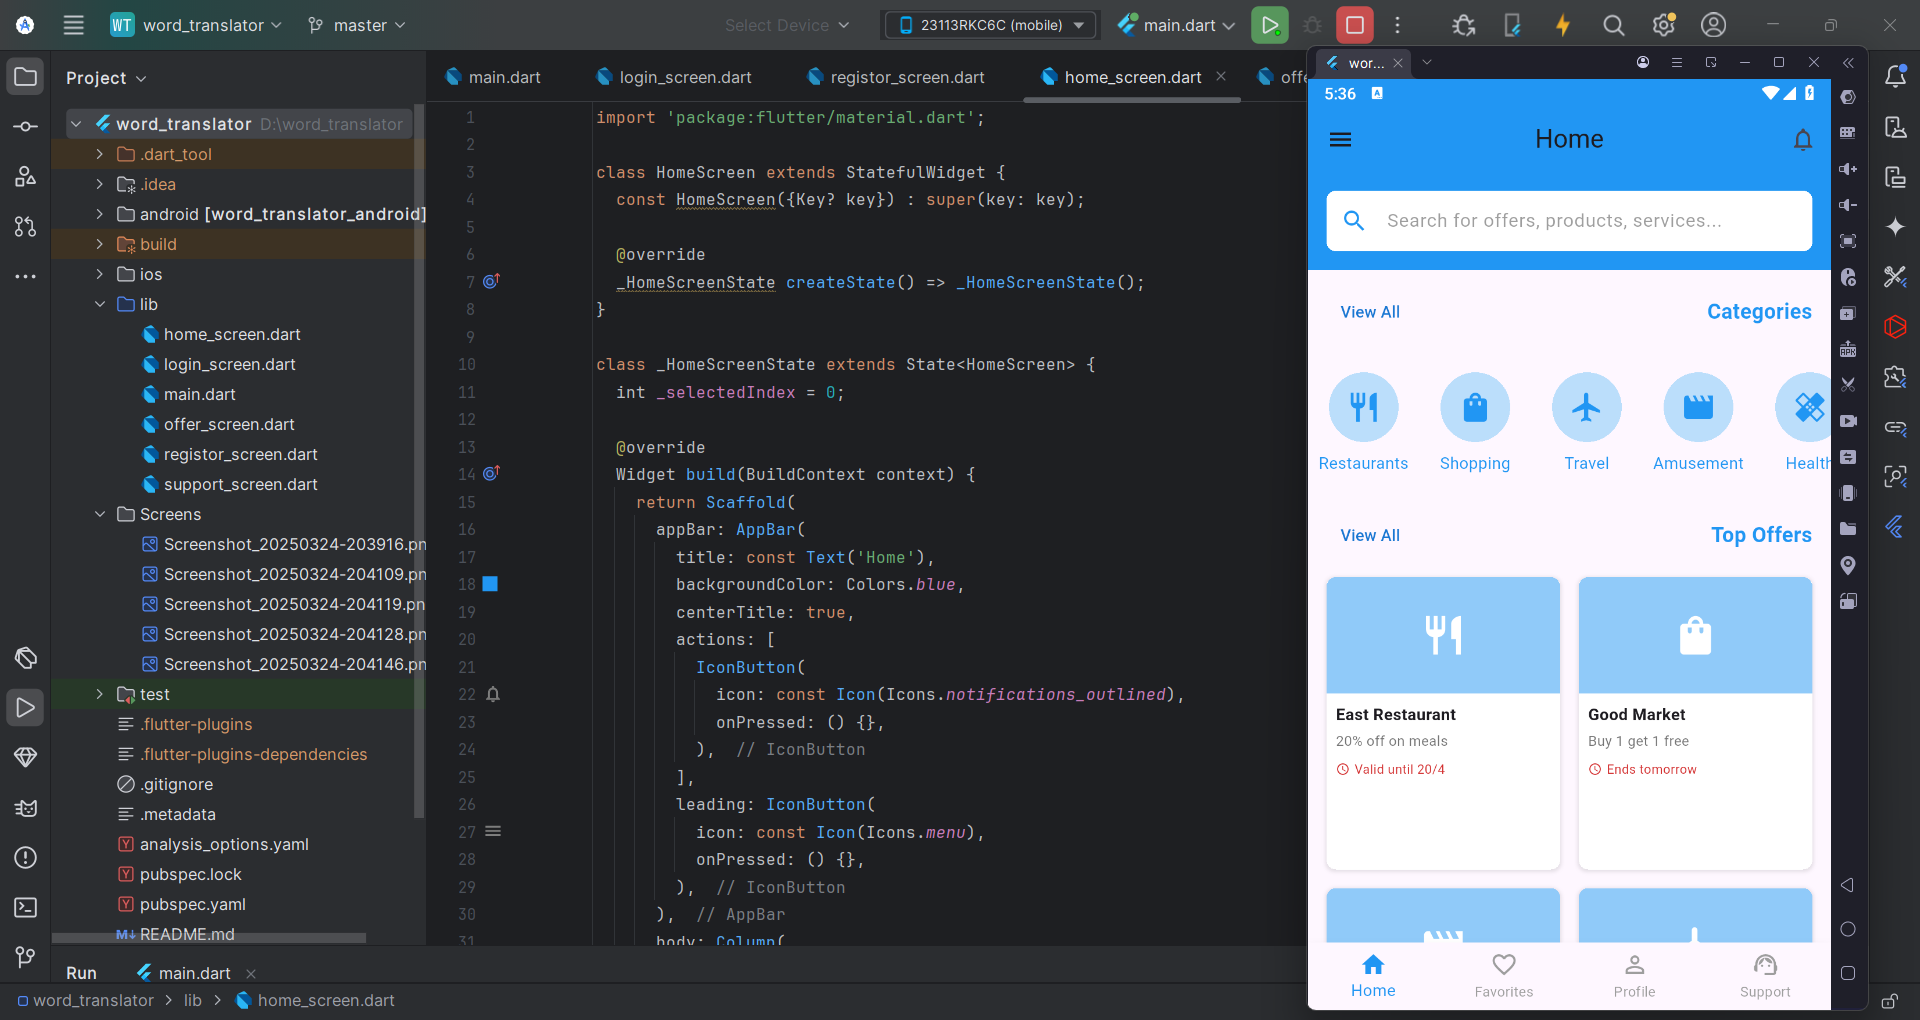 WT word_translator master Select Device 23113RKC6C (mobile) main.dart
Project
main.dart login_screen.dart registor_screen.dart home_screen.dart offe
word_translator D:\word_translator
.dart_tool
.idea
android [word_translator_android]
build
ios
lib
home_screen.dart
login_screen.dart
main.dart
offer_screen.dart
registor_screen.dart
support_screen.dart
Screens
Screenshot_20250324-203916.pn
Screenshot_20250324-204109.pn
Screenshot_20250324-204119.pn
Screenshot_20250324-204128.pn
Screenshot_20250324-204146.pn
test
.flutter-plugins
.flutter-plugins-dependencies
.gitignore
.metadata
analysis_options.yaml
pubspec.lock
pubspec.yaml
README.md
1 import 'package:flutter/material.dart';
2
3 class HomeScreen extends StatefulWidget {
4 const HomeScreen({Key? key}) : super(key: key);
5
6 @override
7 _HomeScreenState createState() => _HomeScreenState();
8 }
9
10 class _HomeScreenState extends State<HomeScreen> {
11 int _selectedIndex = 0;
12
13 @override
14 Widget build(BuildContext context) {
15 return Scaffold(
16 appBar: AppBar(
17 title: const Text('Home'),
18 backgroundColor: Colors.blue,
19 centerTitle: true,
20 actions: [
21 IconButton(
22 icon: const Icon(Icons.notifications_outlined),
23 onPressed: () {},
24 ), // IconButton
25 ],
26 leading: IconButton(
27 icon: const Icon(Icons.menu),
28 onPressed: () {},
29 ), // IconButton
30 ), // AppBar
31 body: Column(
wor...
5:36
Home
Search for offers, products, services...
View All Categories
Restaurants Shopping Travel Amusement Health
View All Top Offers
East Restaurant
20% off on meals
Valid until 20/4
Good Market
Buy 1 get 1 free
Ends tomorrow
Home Favorites Profile Support
Run main.dart
word_translator > lib > home_screen.dart